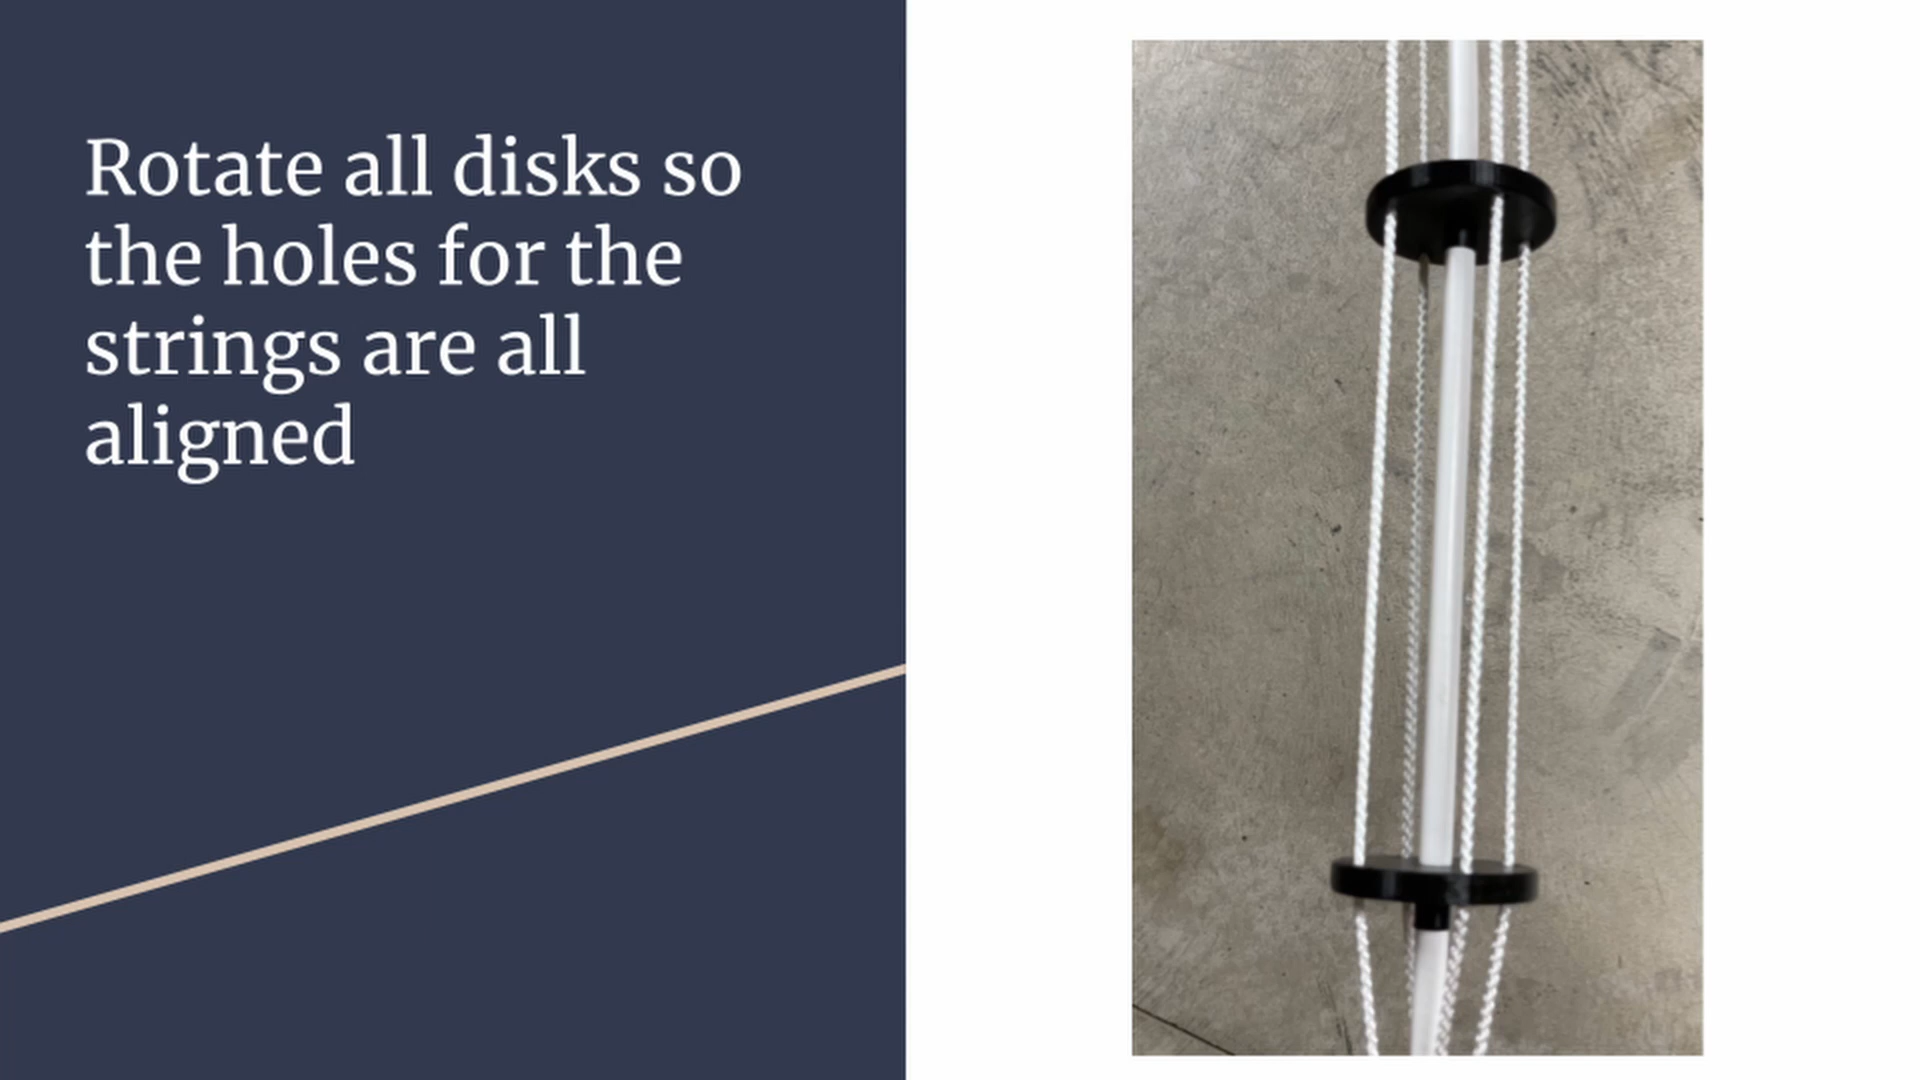 Rotate all disks so
the holes for the
strings are all
aligned